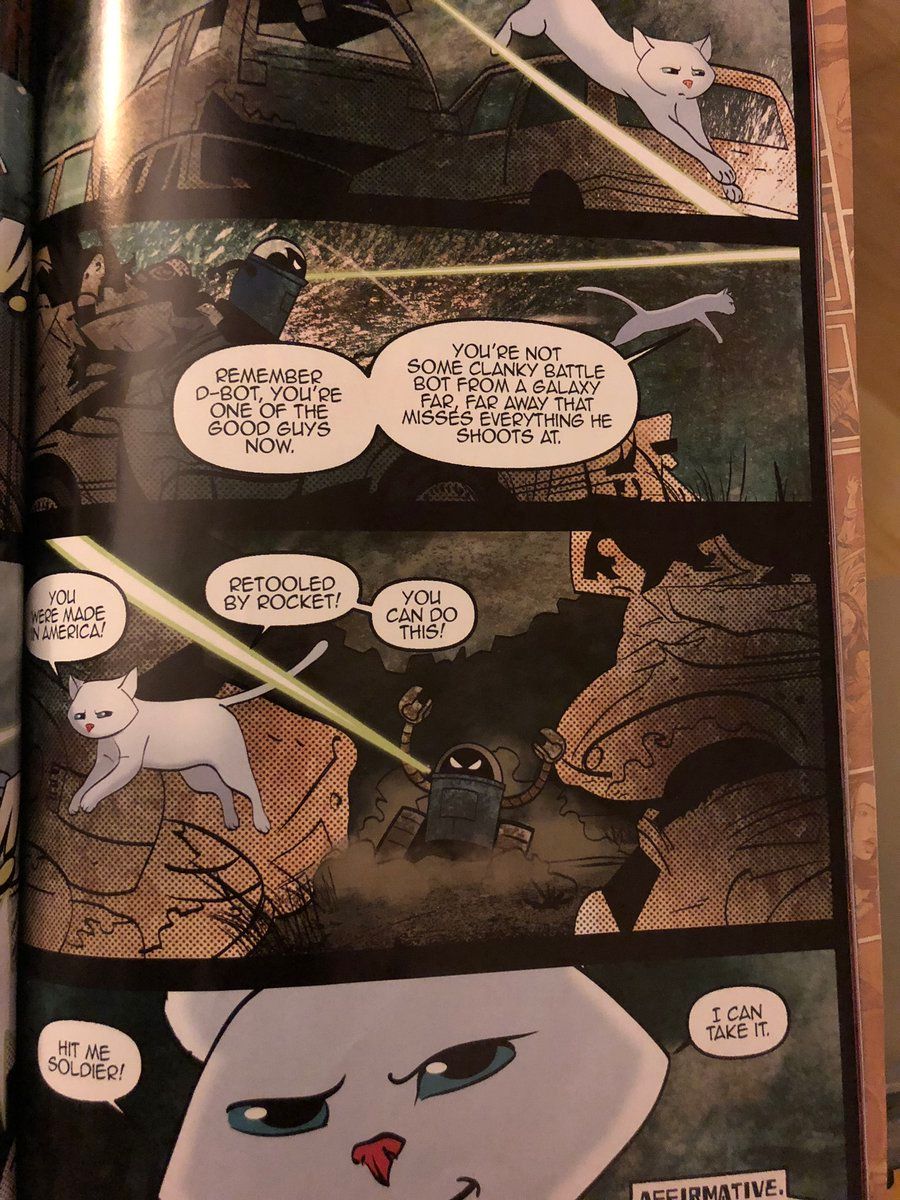 REMEMBER
D-BOT, YOU'RE
ONE OF THE
GOOD GUYS
NOW.
YOU'RE NOT
SOME CLANKY BATTLE
BOT FROM A GALAXY
FAR, FAR AWAY THAT
MISSES EVERYTHING HE
SHOOTS AT.
YOU
WERE MADE
IN AMERICA!
RETOOLED
BY ROCKET!
YOU
CAN DO
THIS!
HIT ME
SOLDIER!
I CAN
TAKE IT.
AFFIRMATIVE.